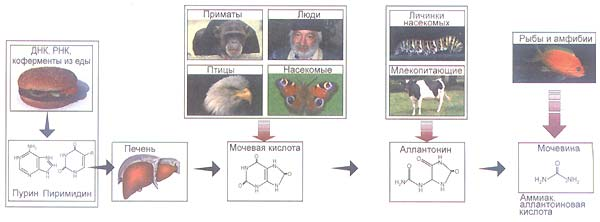 ДНК, РНК,
коферменты из еды
Пурин Пиримидин
Печень
Приматы
Люди
Птицы
Насекомые
Мочевая кислота
Личинки
насекомых
Млекопитающие
Аллантонин
Рыбы и амфибии
Мочевина
Аммиак,
аллантоиновая
кислота